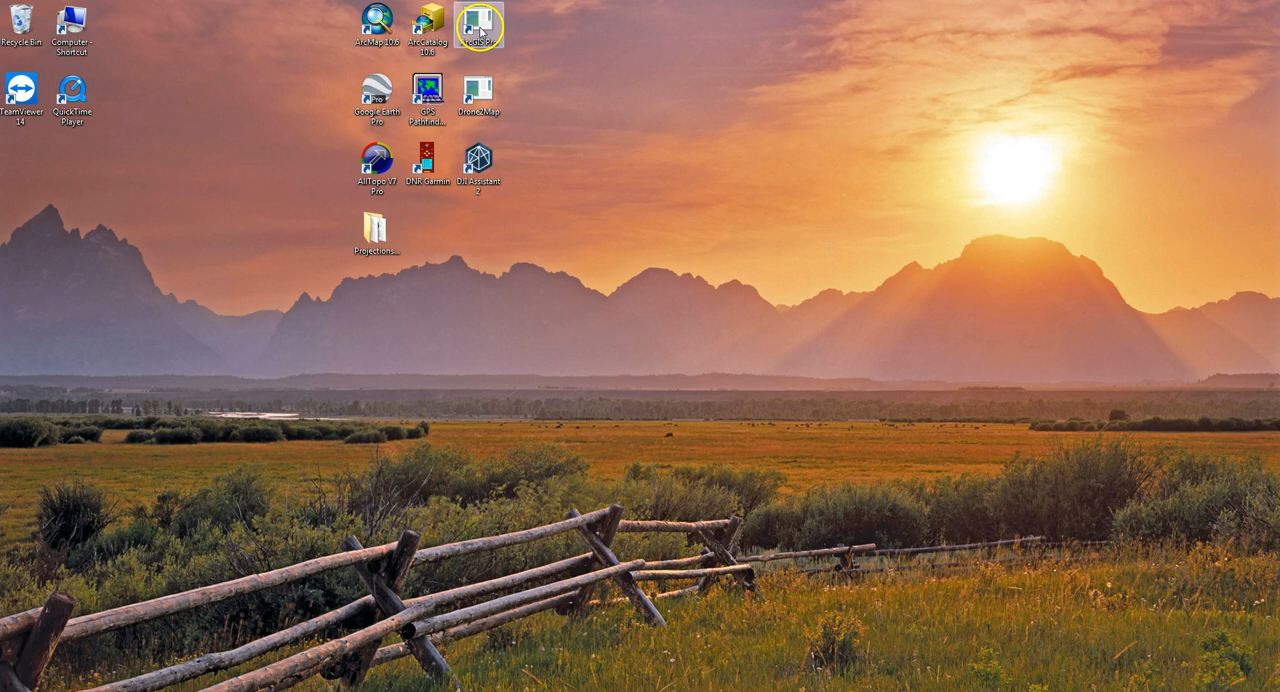 Recycle Bin
Computer -
Shortcut
ArcMap 10.6
ArcCatalog
10.6
ArcGIS Pro
TeamViewer
14
QuickTime
Player
Pro
Google Earth
Pro
GPS
Pathfind...
Drone2Map
AllTopo V7
Pro
DNR Garmin
DJI Assistant
2
Projections...